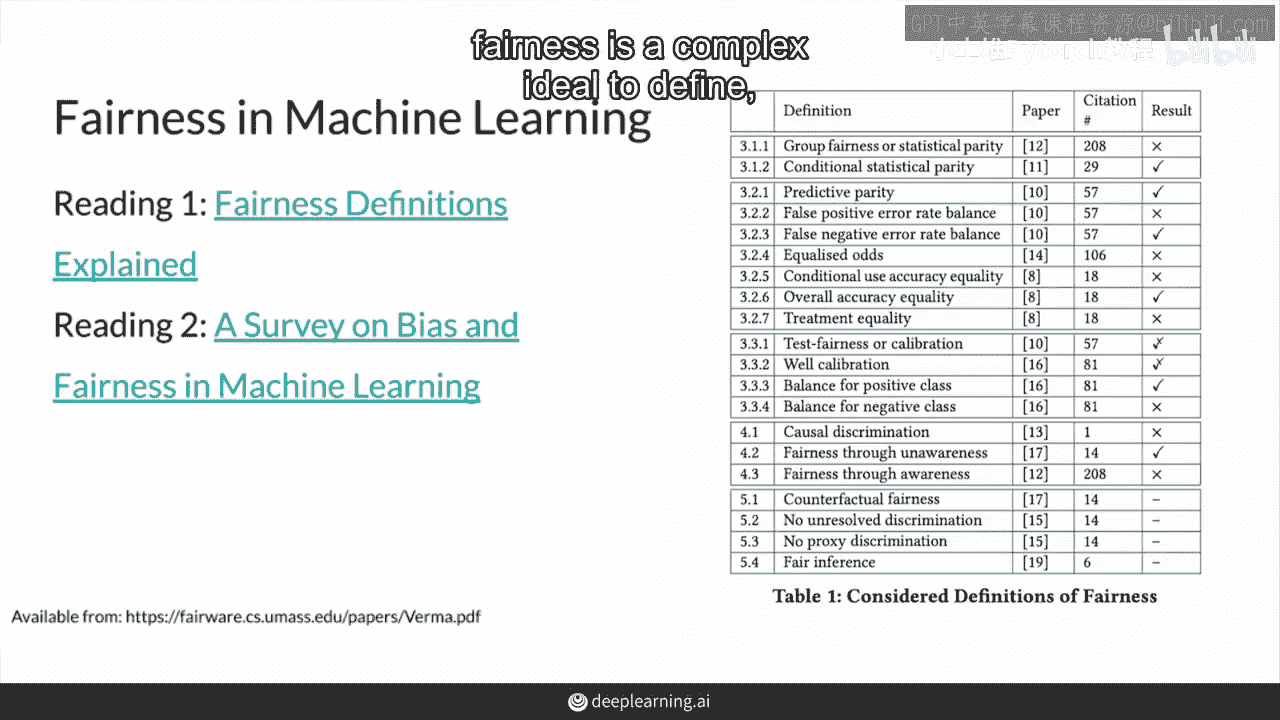 GPT中英字幕课程资源@bilibili.com
fairness is a complex
ideal to define,
小土堆Pytorch教程 bilibili
Fairness in Machine Learning
Reading 1: Fairness Definitions
Explained
Reading 2: A Survey on Bias and
Fairness in Machine Learning
Available from: https://fairware.cs.umass.edu/papers/Verma.pdf
Definition Paper Citation # Result
3.1.1 Group fairness or statistical parity [12] 208 ×
3.1.2 Conditional statistical parity [11] 29 ✓
3.2.1 Predictive parity [10] 57 ✓
3.2.2 False positive error rate balance [10] 57 ×
3.2.3 False negative error rate balance [10] 57 ✓
3.2.4 Equalised odds [14] 106 ×
3.2.5 Conditional use accuracy equality [8] 18 ×
3.2.6 Overall accuracy equality [8] 18 ✓
3.2.7 Treatment equality [8] 18 ×
3.3.1 Test-fairness or calibration [10] 57 ✓̸
3.3.2 Well calibration [16] 81 ✓̸
3.3.3 Balance for positive class [16] 81 ✓
3.3.4 Balance for negative class [16] 81 ×
4.1 Causal discrimination [13] 1 ×
4.2 Fairness through unawareness [17] 14 ✓
4.3 Fairness through awareness [12] 208 ×
5.1 Counterfactual fairness [17] 14 –
5.2 No unresolved discrimination [15] 14 –
5.3 No proxy discrimination [15] 14 –
5.4 Fair inference [19] 6 –
Table 1: Considered Definitions of Fairness
deeplearning.ai